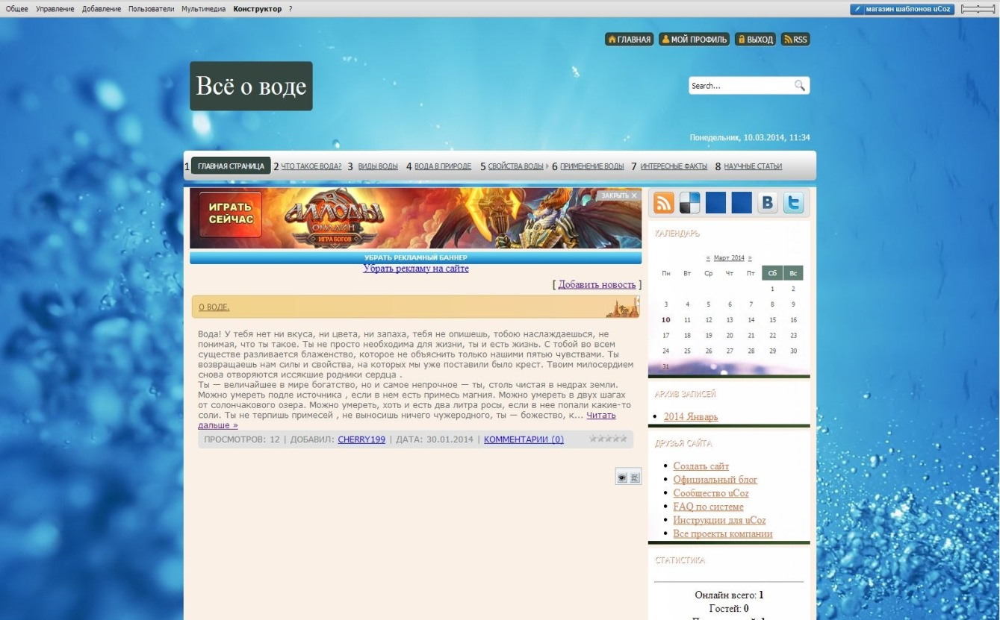 Общее Управление Добавление Пользователи Мультимедиа Конструктор ?
магазин шаблонов uCoz
ГЛАВНАЯ МОЙ ПРОФИЛЬ ВЫХОД RSS
Всё о воде
Search...
Понедельник, 10.03.2014, 11:34
1 ГЛАВНАЯ СТРАНИЦА 2 ЧТО ТАКОЕ ВОДА? 3 ВИДЫ ВОДЫ 4 ВОДА В ПРИРОДЕ 5 СВОЙСТВА ВОДЫ 6 ПРИМЕНЕНИЕ ВОДЫ 7 ИНТЕРЕСНЫЕ ФАКТЫ 8 НАУЧНЫЕ СТАТЬИ
ИГРАТЬ
СЕЙЧАС
АЛЛОДЫ
ОНЛАЙН
ИГРА БОГОВ
ЗАКРЫТЬ X
УБРАТЬ РЕКЛАМНЫЙ БАННЕР
Убрать рекламу на сайте
[ Добавить новость ]
О ВОДЕ.
Вода! У тебя нет ни вкуса, ни цвета, ни запаха, тебя не опишешь, тобою наслаждаешься, не
понимая, что ты такое. Ты не просто необходима для жизни, ты и есть жизнь. С тобой во всем
существе разливается блаженство, которое не объяснить только нашими пятью чувствами. Ты
возвращаешь нам силы и свойства, на которых мы уже поставили было крест. Твоим милосердием
снова отворяются иссякшие родники сердца .
Ты — величайшее в мире богатство, но и самое непрочное — ты, столь чистая в недрах земли.
Можно умереть подле источника , если в нем есть примесь магния. Можно умереть в двух шагах
от солончакового озера. Можно умереть, хоть и есть два литра росы, если в нее попали какие-то
соли. Ты не терпишь примесей , не выносишь ничего чужеродного, ты — божество, к... Читать
дальше »
ПРОСМОТРОВ: 12 | ДОБАВИЛ: CHERRY199 | ДАТА: 30.01.2014 | КОММЕНТАРИИ (0)
B t
КАЛЕНДАРЬ
« Март 2014 »
Пн Вт Ср Чт Пт Сб Вс
1 2
3 4 5 6 7 8 9
10 11 12 13 14 15 16
17 18 19 20 21 22 23
24 25 26 27 28 29 30
31
АРХИВ ЗАПИСЕЙ
2014 Январь
ДРУЗЬЯ САЙТА
Создать сайт
Официальный блог
Сообщество uCoz
FAQ по системе
Инструкции для uCoz
Все проекты компании
СТАТИСТИКА
Онлайн всего: 1
Гостей: 0